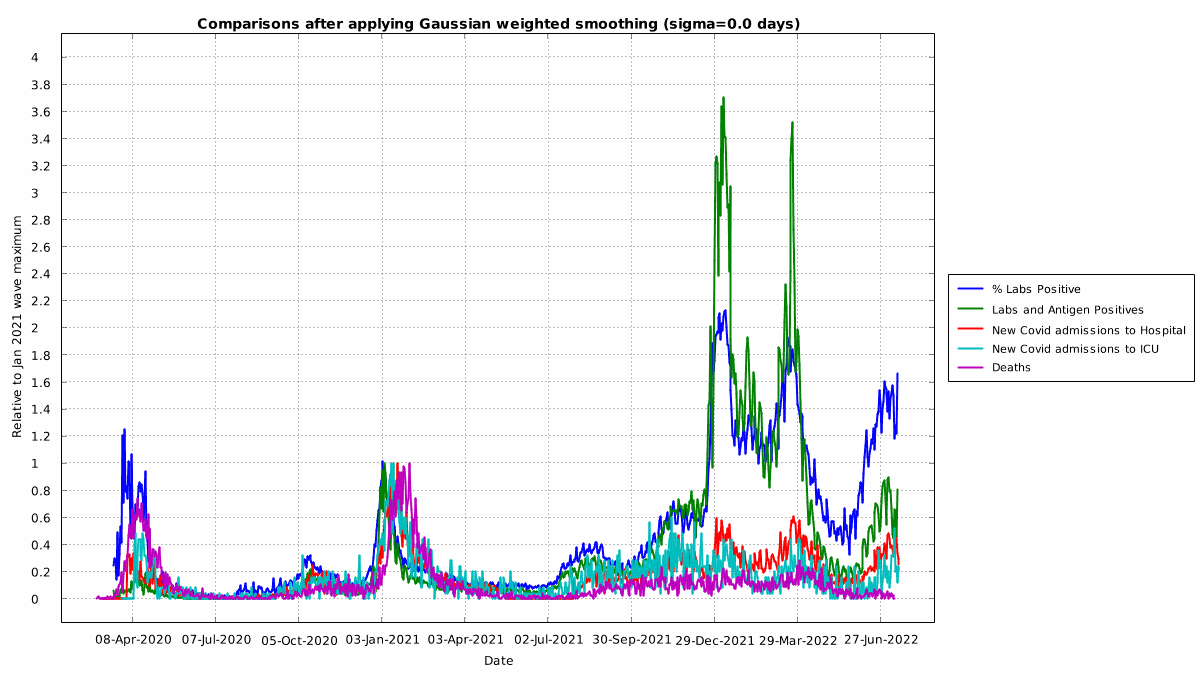 Comparisons after applying Gaussian weighted smoothing (sigma=0.0 days)
Relative to Jan 2021 wave maximum
4
3.8
3.6
3.4
3.2
3
2.8
2.6
2.4
2.2
2
1.8
1.6
1.4
1.2
1
0.8
0.6
0.4
0.2
0
08-Apr-2020 07-Jul-2020 05-Oct-2020 03-Jan-2021 03-Apr-2021 02-Jul-2021 30-Sep-2021 29-Dec-2021 29-Mar-2022 27-Jun-2022
Date
% Labs Positive
Labs and Antigen Positives
New Covid admissions to Hospital
New Covid admissions to ICU
Deaths